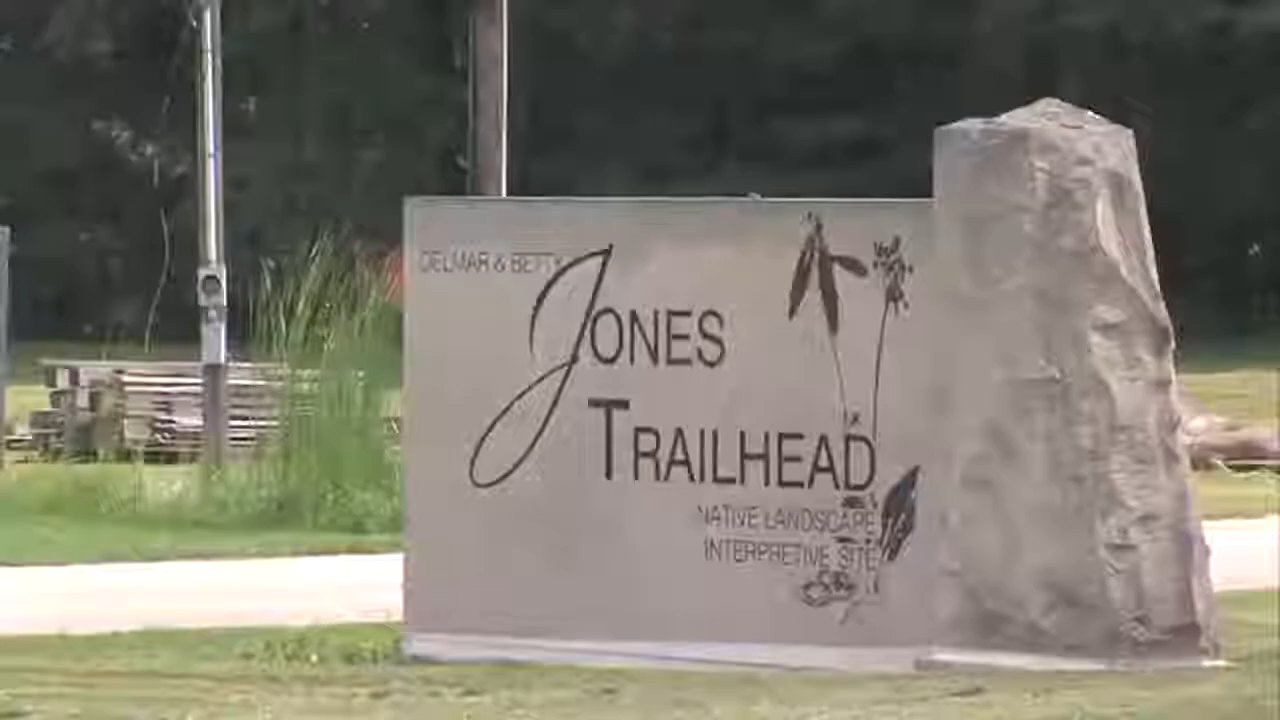 DELMAR & BETTY
JONES
TRAILHEAD
NATIVE LANDSCAPE
INTERPRETIVE SITE